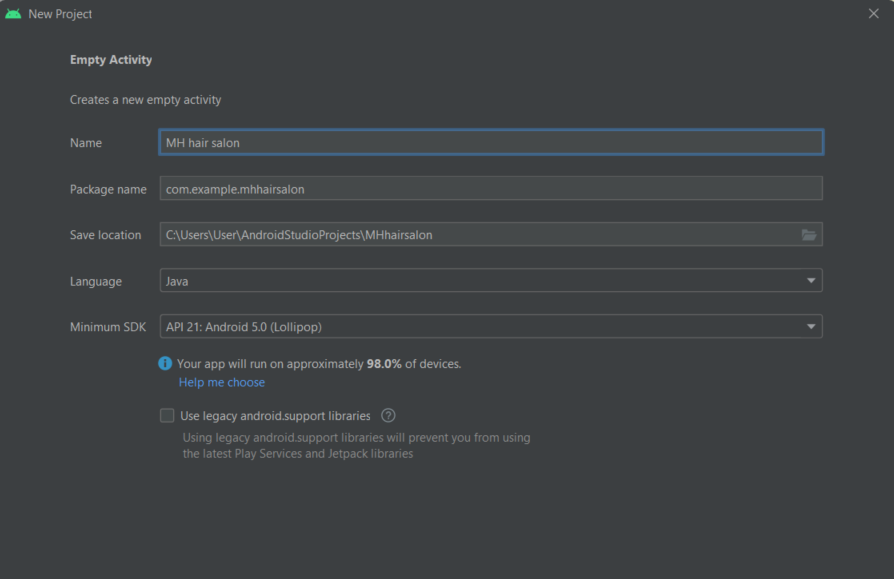 New Project
Empty Activity
Creates a new empty activity
Name MH hair salon
Package name com.example.mhhairsalon
Save location C:\Users\User\AndroidStudioProjects\MHhairsalon
Language Java
Minimum SDK API 21: Android 5.0 (Lollipop)
i Your app will run on approximately 98.0% of devices.
Help me choose
Use legacy android.support libraries ?
Using legacy android.support libraries will prevent you from using
the latest Play Services and Jetpack libraries